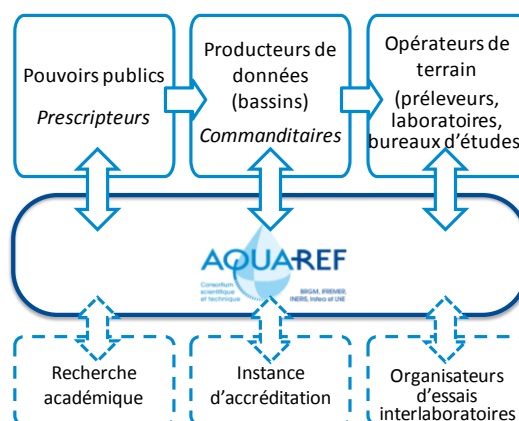 Pouvoirs publics
Prescripteurs
Producteurs de
données
(bassins)
Commanditaires
Opérateurs de
terrain
(préleveurs,
laboratoires,
bureaux d'études
AQUAREF
Consortium
scientifique
et technique
BRGM, IFREMER,
INERIS, Irstea et LNE
Recherche
académique
Instance
d'accréditation
Organisateurs
d'essais
interlaboratoires